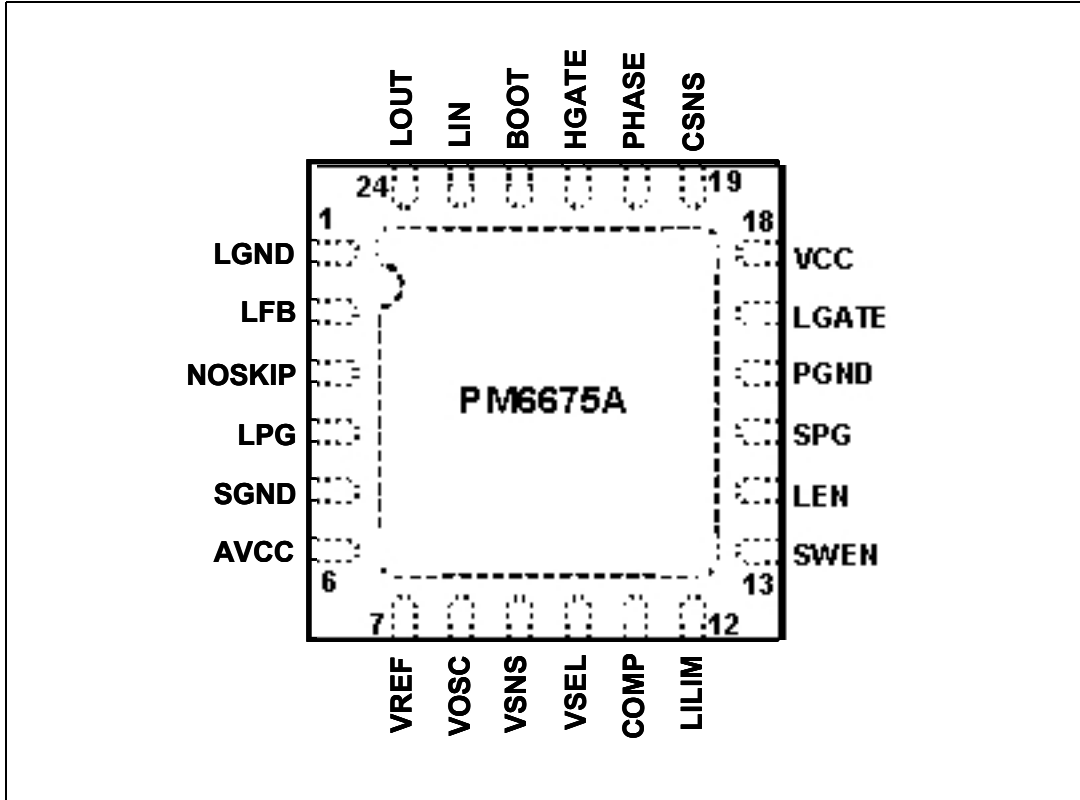 LOUT
LIN
BOOT
HGATE
PHASE
CSNS
24
19
1
18
LGND
VCC
LFB
LGATE
NOSKIP
PGND
PM6675A
LPG
SPG
SGND
LEN
AVCC
SWEN
6
13
7
12
VREF
VOSC
VSNS
VSEL
COMP
LILIM